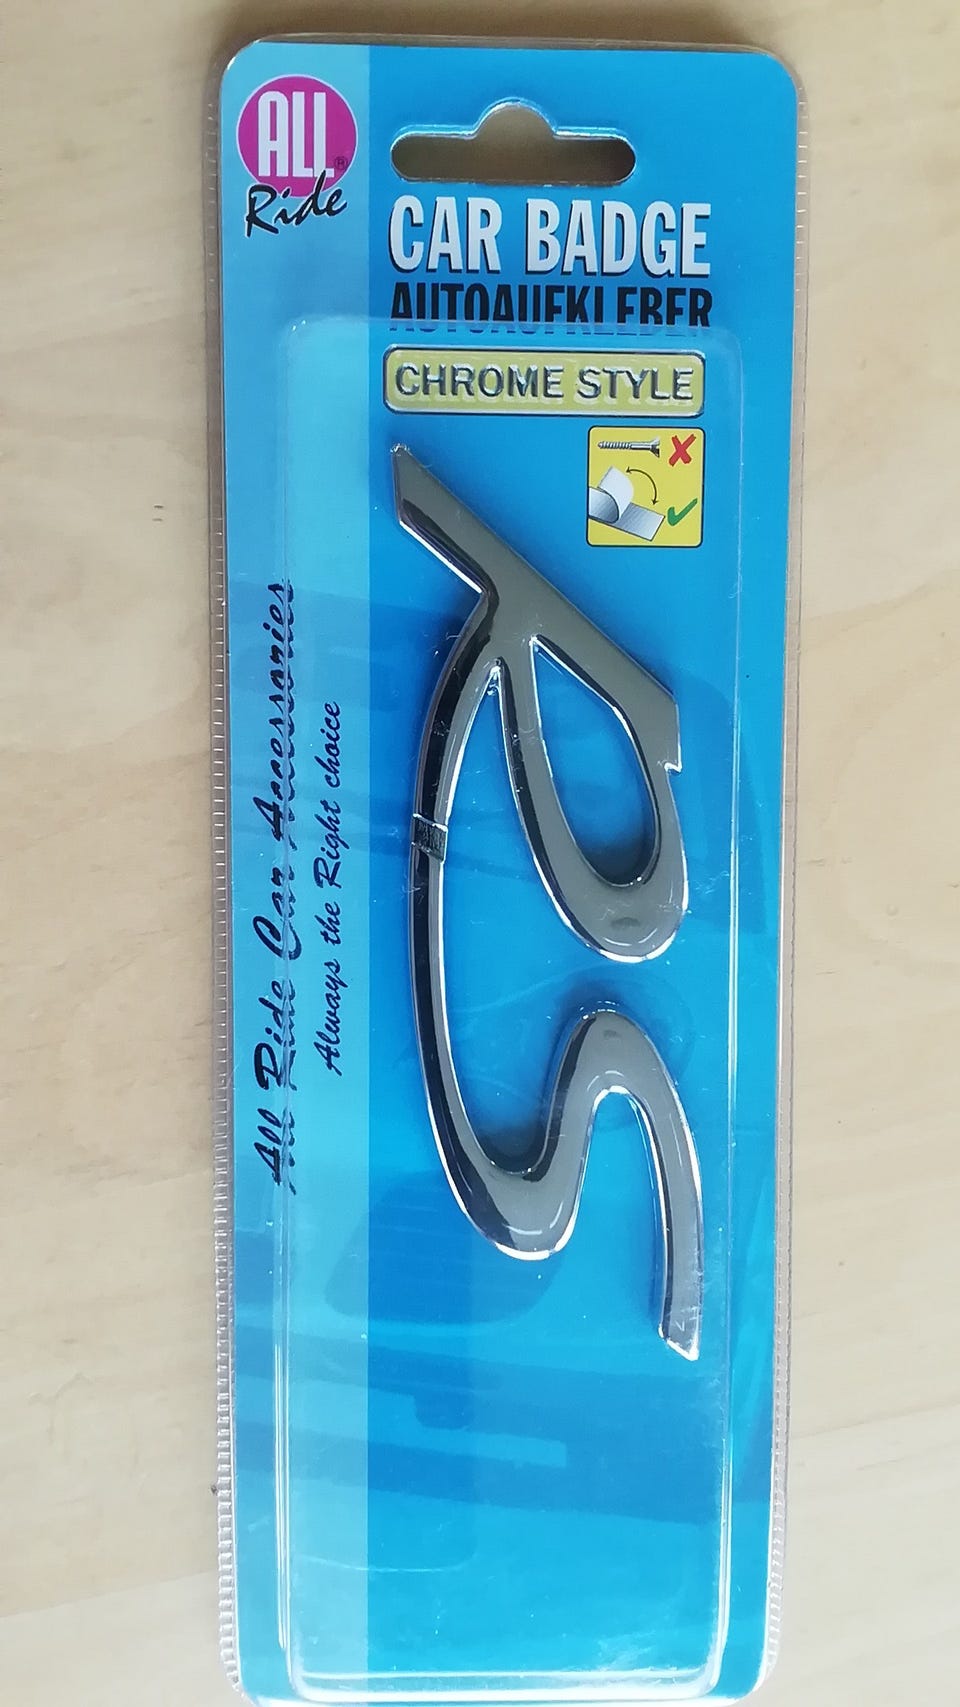 ALL®
Ride
CAR BADGE
AUTOAUFKLEBER
CHROME STYLE
All Ride Car Accessories
Always the Right choice